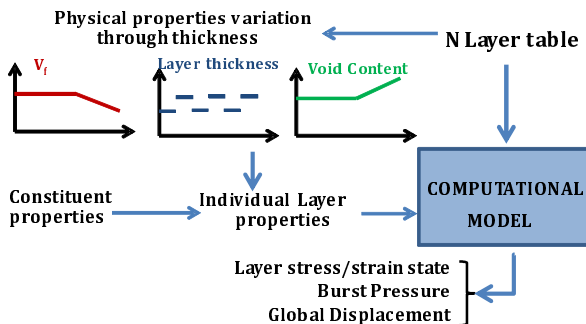 Physical properties variation
through thickness
N Layer table
Vf
Layer thickness
Void Content
Constituent
properties
Individual Layer
properties
COMPUTATIONAL
MODEL
Layer stress/strain state
Burst Pressure
Global Displacement